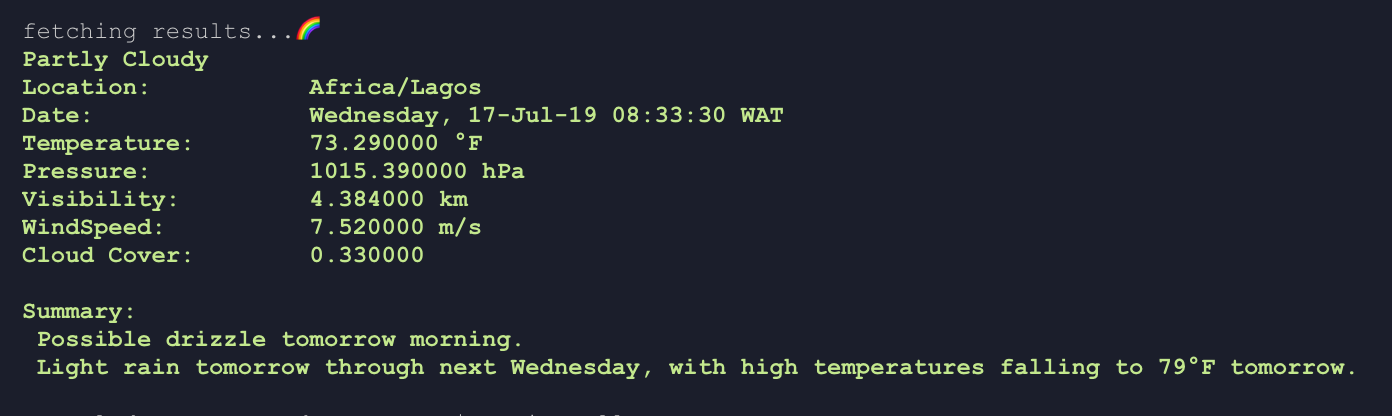 fetching results...🌈
Partly Cloudy
Location: Africa/Lagos
Date: Wednesday, 17-Jul-19 08:33:30 WAT
Temperature: 73.290000 °F
Pressure: 1015.390000 hPa
Visibility: 4.384000 km
WindSpeed: 7.520000 m/s
Cloud Cover: 0.330000
Summary:
Possible drizzle tomorrow morning.
Light rain tomorrow through next Wednesday, with high temperatures falling to 79°F tomorrow.